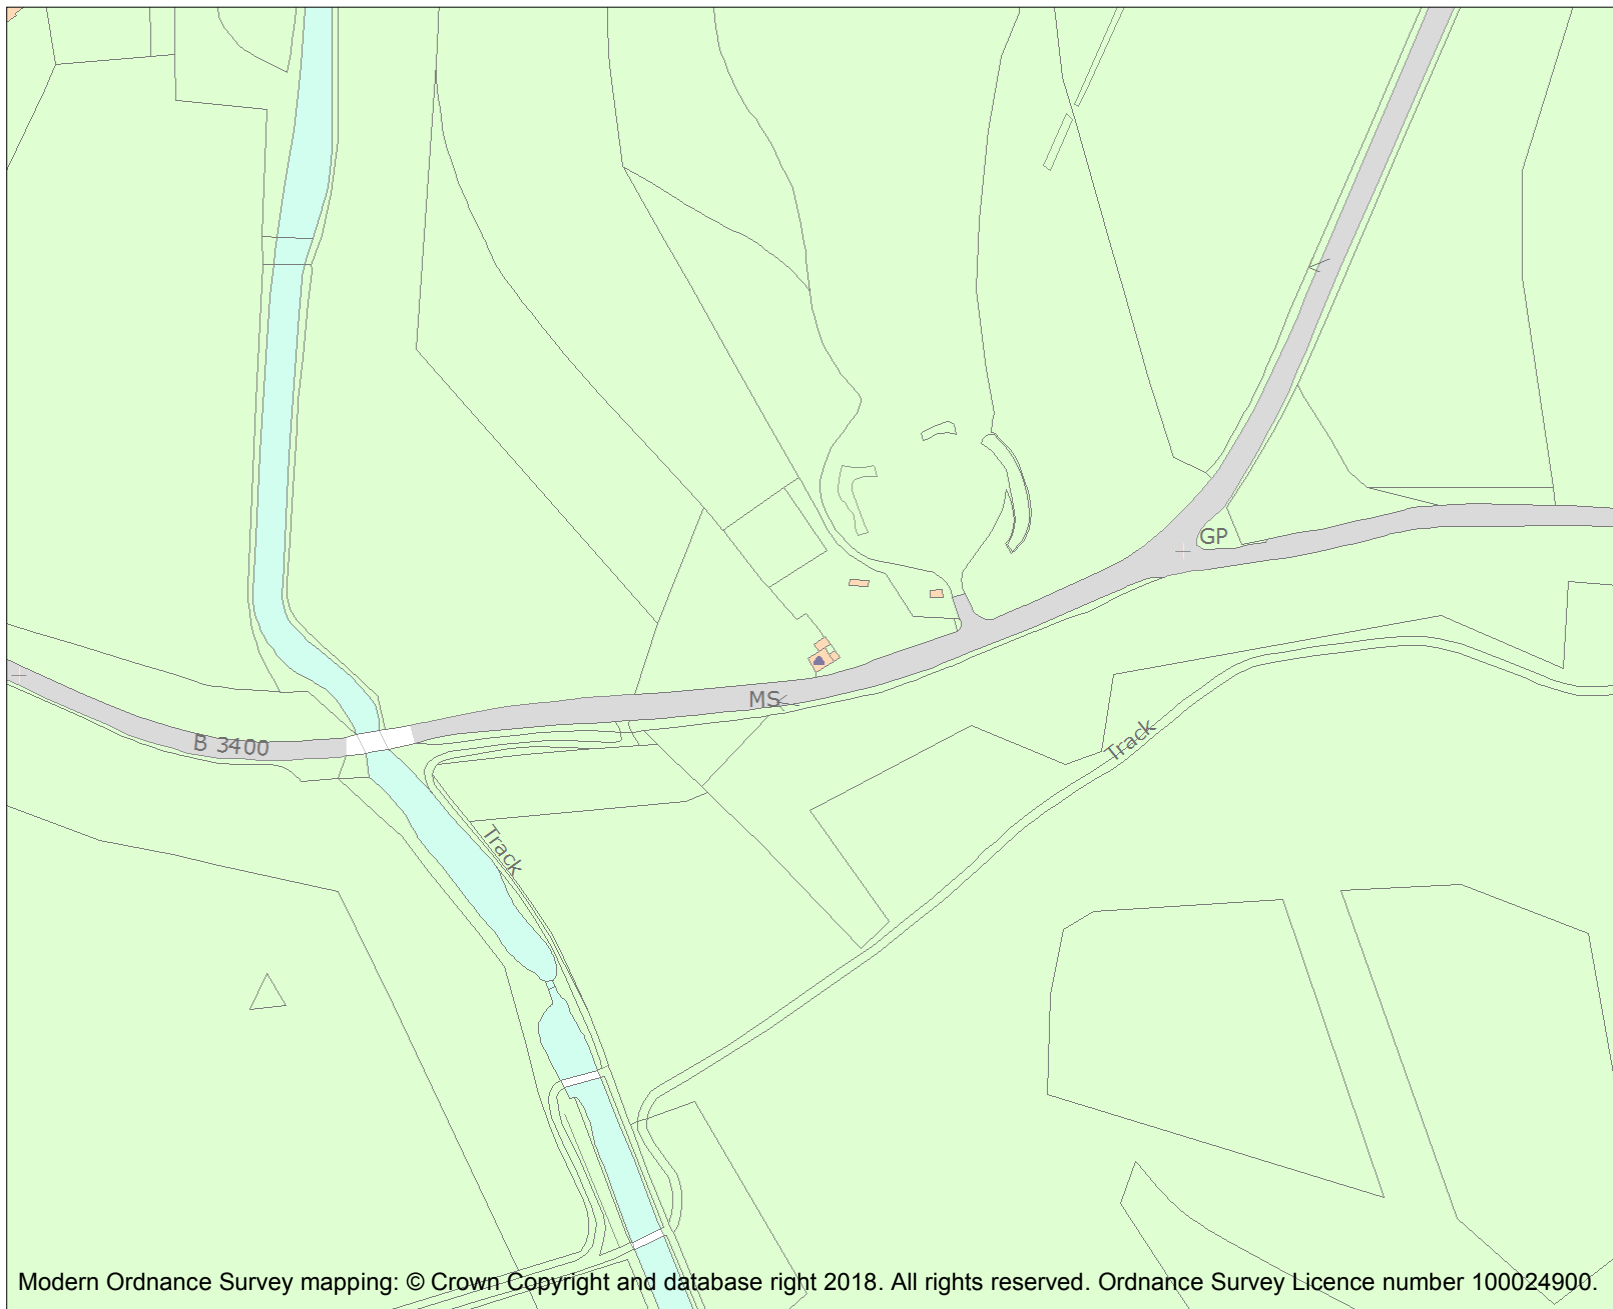 GP
MS
B 3400
Track
Track
Modern Ordnance Survey mapping: © Crown Copyright and database right 2018. All rights reserved. Ordnance Survey Licence number 100024900.